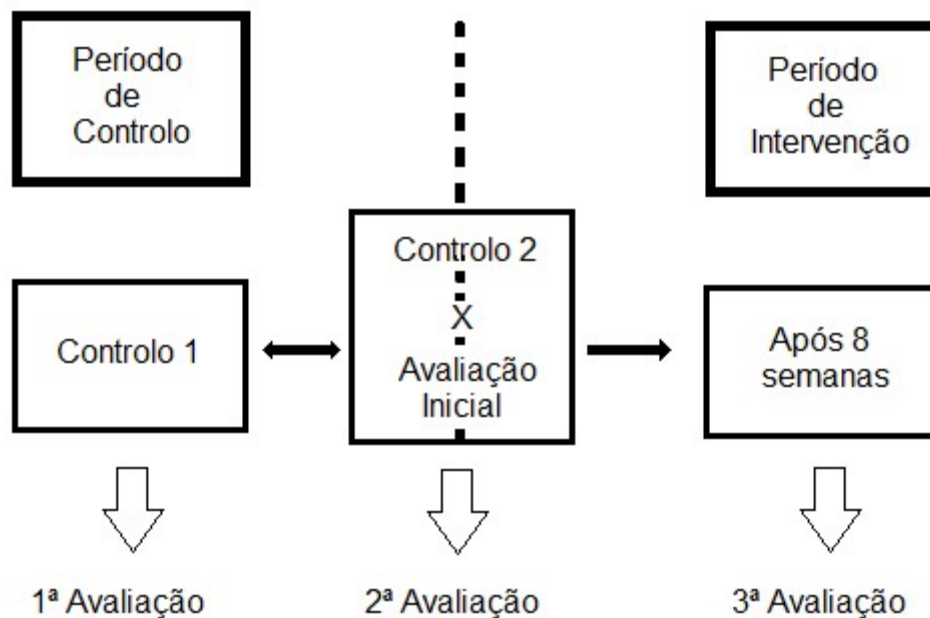 Período
de
Controlo
Período
de
Intervenção
Controlo 1
Controlo 2
X
Avaliação
Inicial
Após 8
semanas
1ª Avaliação
2ª Avaliação
3ª Avaliação